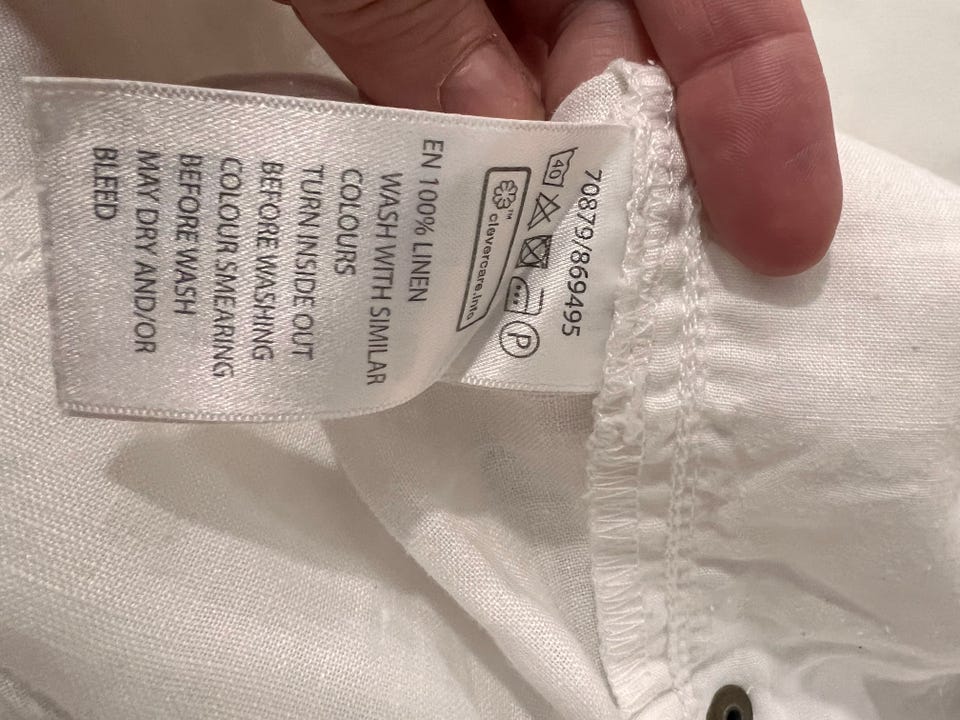 70879/869495
40
P
clevercare.info
EN 100% LINEN
WASH WITH SIMILAR
COLOURS
TURN INSIDE OUT
BEFORE WASHING
COLOUR SMEARING
BEFORE WASH
MAY DRY AND/OR
BLEED